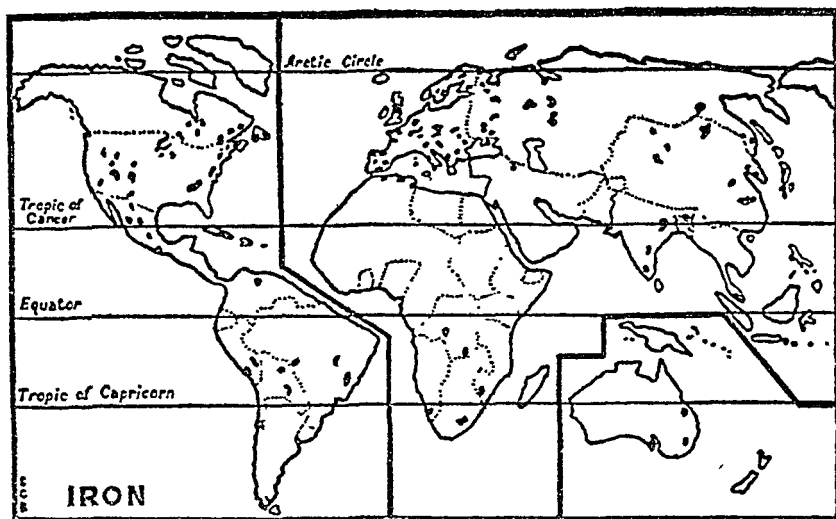 Arctic Circle
Tropic of
Cancer
Equator
Tropic of Capricorn
IRON